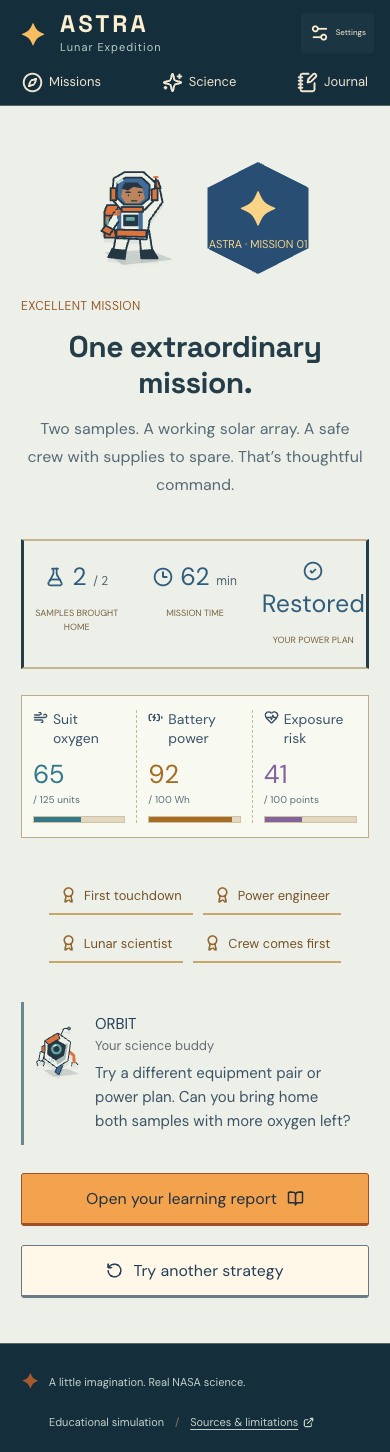 ASTRA
Lunar Expedition
Settings
Missions
Science
Journal
ASTRA · MISSION 01
EXCELLENT MISSION
One extraordinary
mission.
Two samples. A working solar array. A safe
crew with supplies to spare. That’s thoughtful
command.
2 / 2
SAMPLES BROUGHT
HOME
62 min
MISSION TIME
Restored
YOUR POWER PLAN
Suit
oxygen
65
/ 125 units
Battery
power
92
/ 100 Wh
Exposure
risk
41
/ 100 points
First touchdown
Power engineer
Lunar scientist
Crew comes first
ORBIT
Your science buddy
Try a different equipment pair or
power plan. Can you bring home
both samples with more oxygen left?
Open your learning report
Try another strategy
A little imagination. Real NASA science.
Educational simulation / Sources & limitations